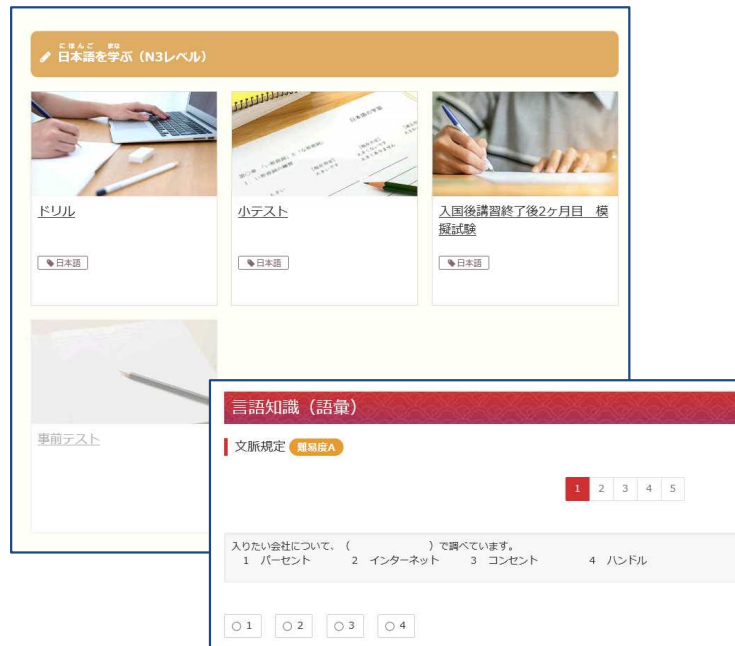 にほんご まな
日本語を学ぶ（N3レベル）
日本語の学習
ドリル
小テスト
入国後講習終了後2ヶ月目　模
擬試験
日本語
日本語
日本語
事前テスト
言語知識（語彙）
文脈規定 難易度A
1 2 3 4 5
入りたい会社について、（　　　　　　）で調べています。
1　パーセント　　2　インターネット　　3　コンセント　　　4　ハンドル
1 2 3 4